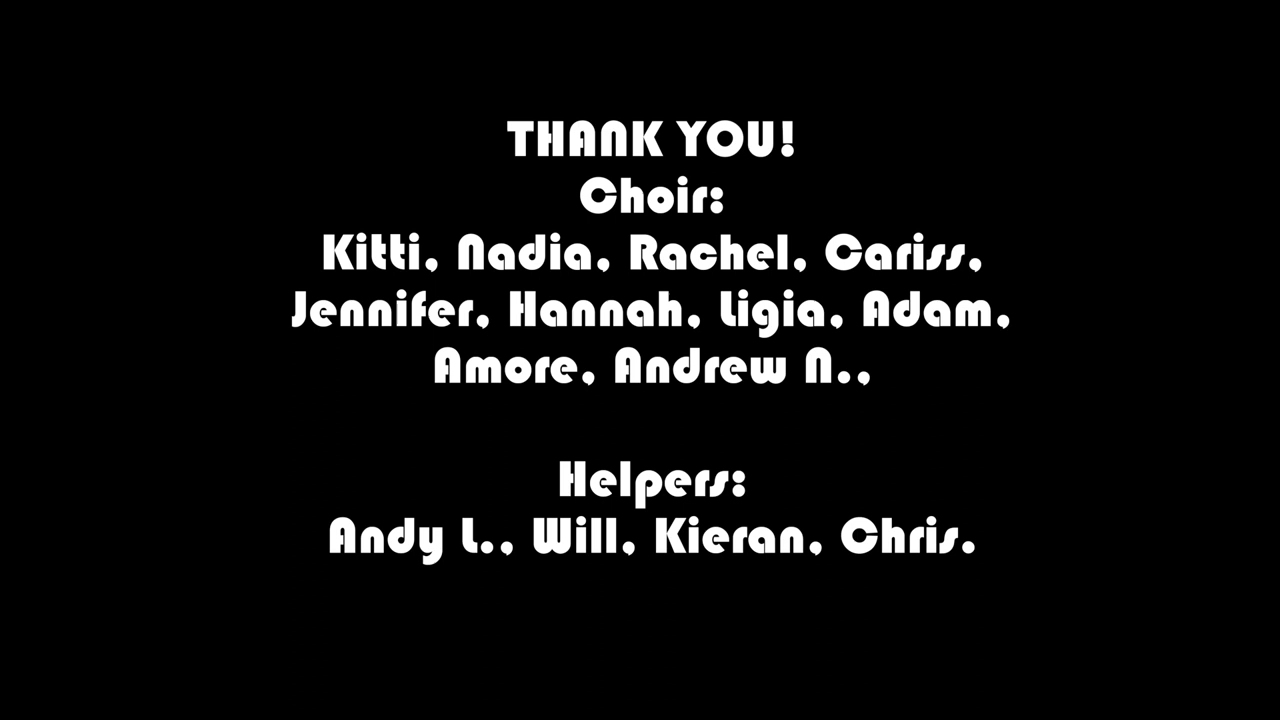 THANK YOU!
Choir:
Kitti, Nadia, Rachel, Cariss,
Jennifer, Hannah, Ligia, Adam,
Amore, Andrew N.,
Helpers:
Andy L., Will, Kieran, Chris.